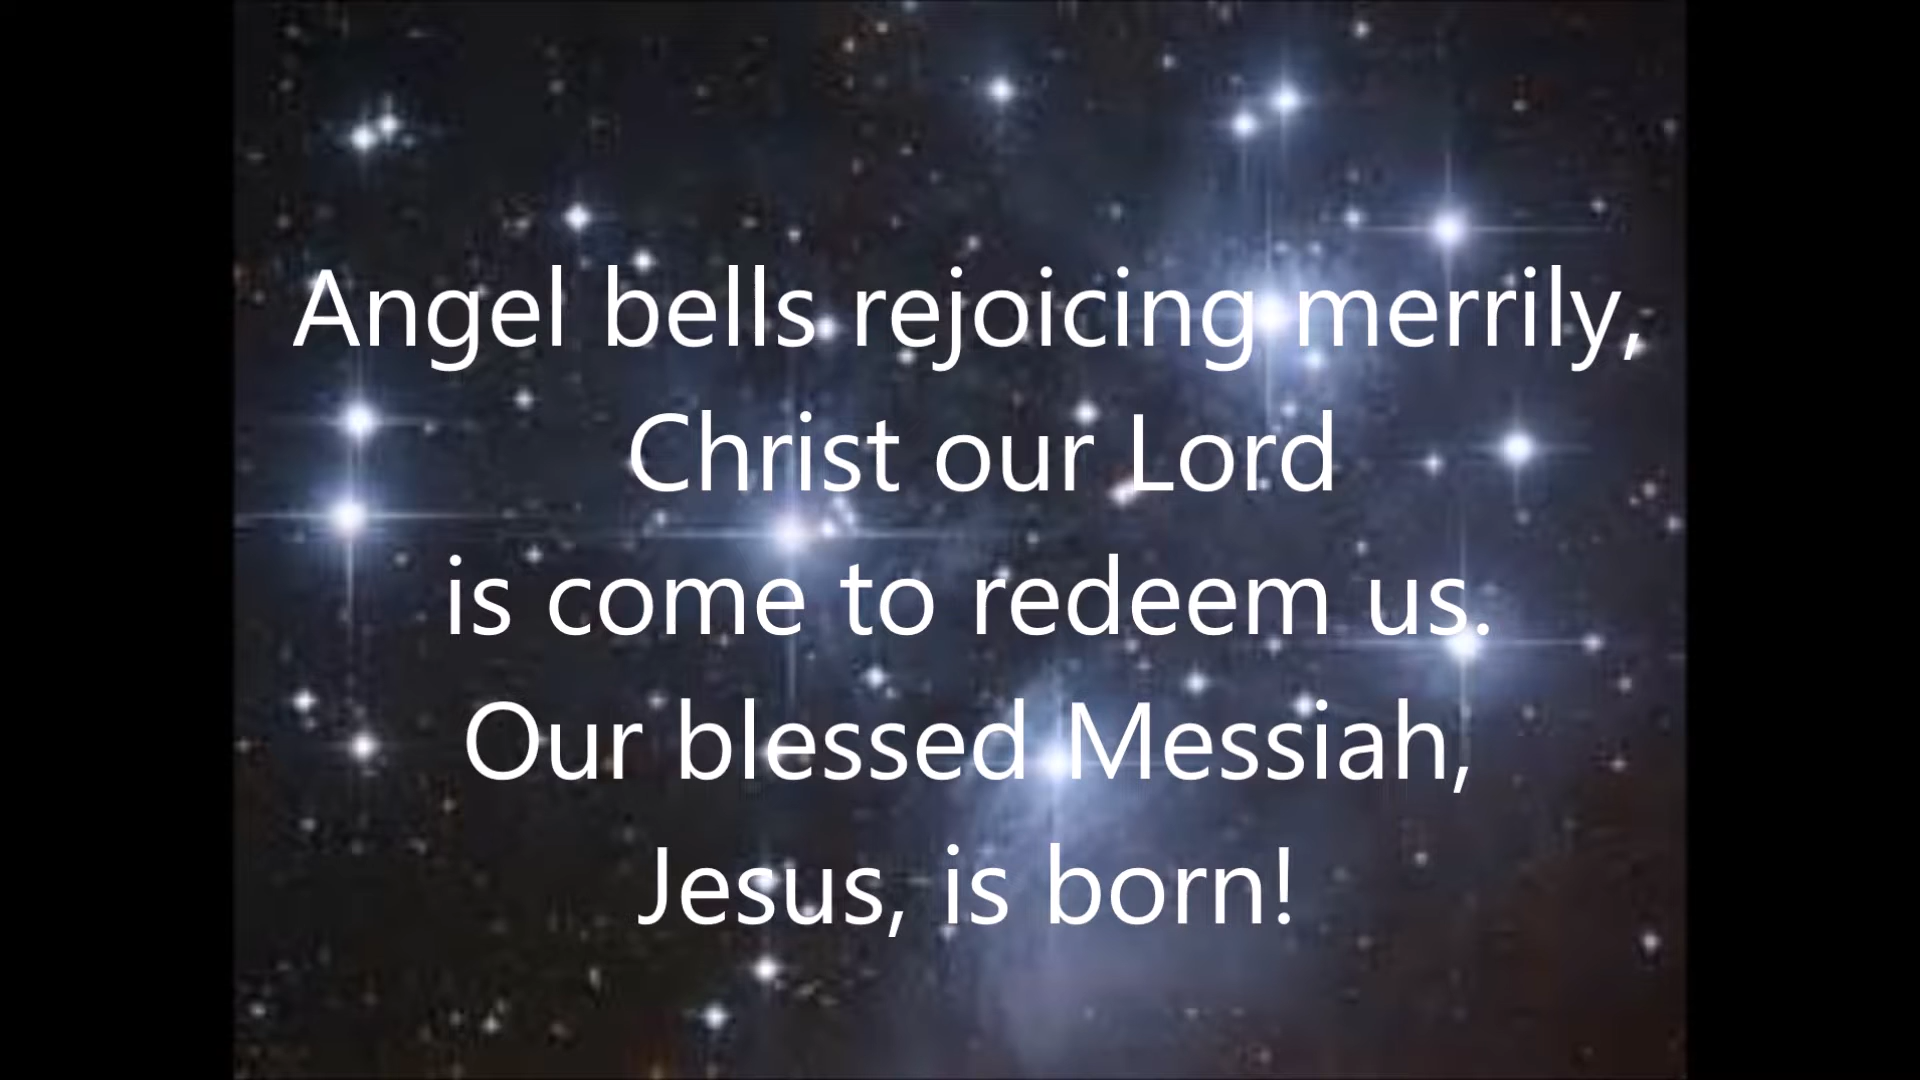 Angel bells rejoicing merrily,
Christ our Lord
is come to redeem us.
Our blessed Messiah,
Jesus, is born!